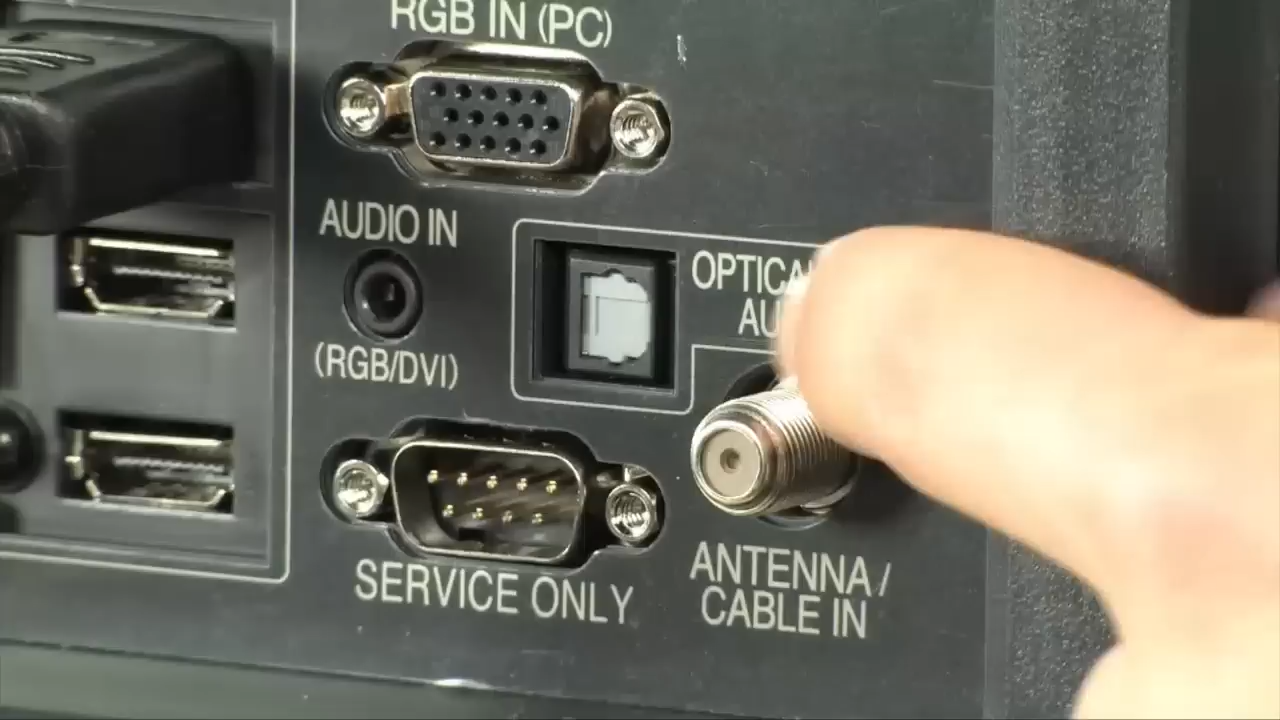 RGB IN (PC)
AUDIO IN
(RGB/DVI)
SERVICE ONLY
ANTENNA /
CABLE IN